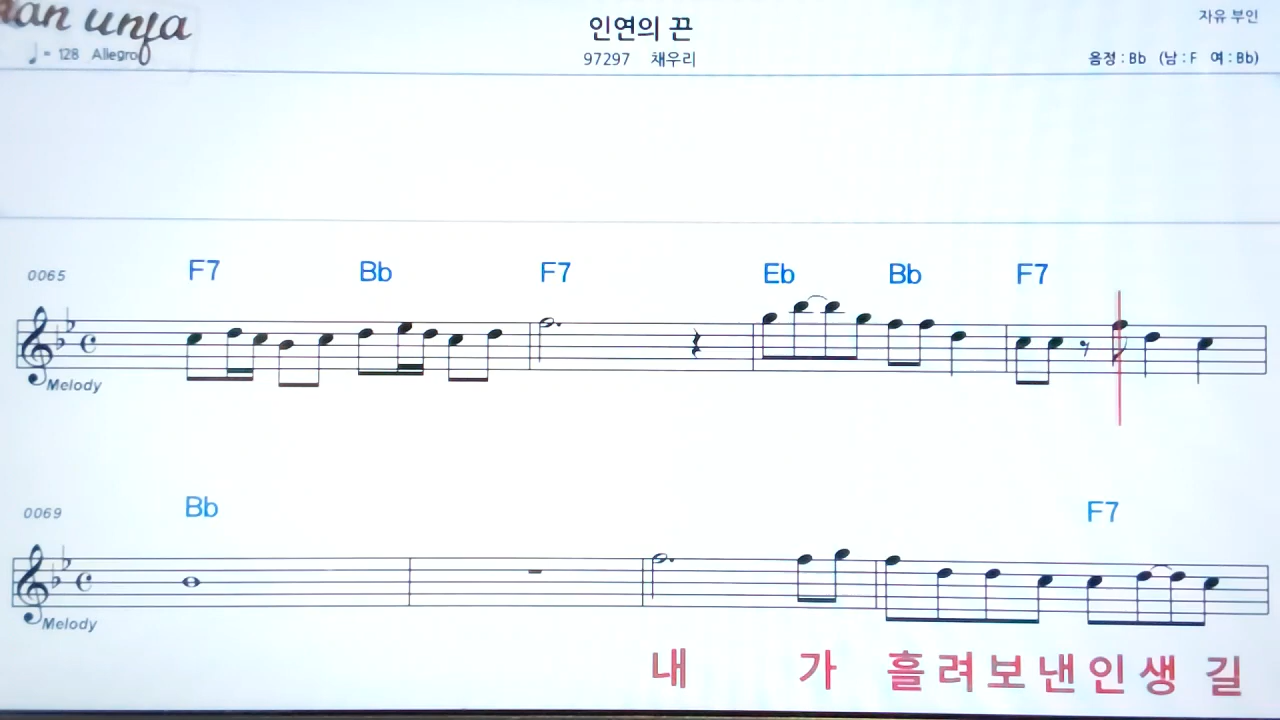 인연의 끈
자유 부인
♩= 128 Allegro
97297 채우리
음정 : Bb (남 : F 여 : Bb)
0065 F7 Bb F7 Eb Bb F7
Melody
0069 Bb F7
Melody
내 가 흘 려 보 낸 인 생 길